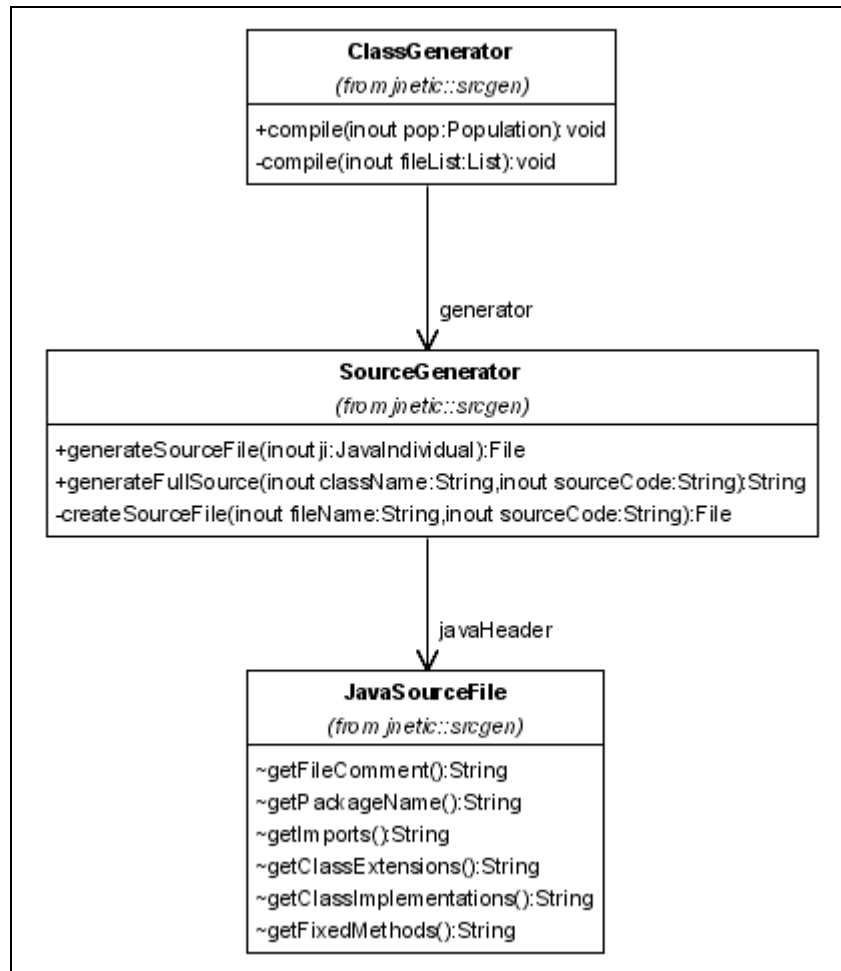 ClassGenerator
(from jnetic::srcgen)
+compile(inout pop:Population): void
-compile(inout fileList:List): void
generator
SourceGenerator
(from jnetic::srcgen)
+generateSourceFile(inout ji:JavaIndividual):File
+generateFullSource(inout className:String,inout sourceCode:String):String
-createSourceFile(inout fileName:String,inout sourceCode:String):File
javaHeader
JavaSourceFile
(from jnetic::srcgen)
~getFileComment():String
~getPackageName():String
~getImports():String
~getClassExtensions():String
~getClassImplementations():String
~getFixedMethods():String